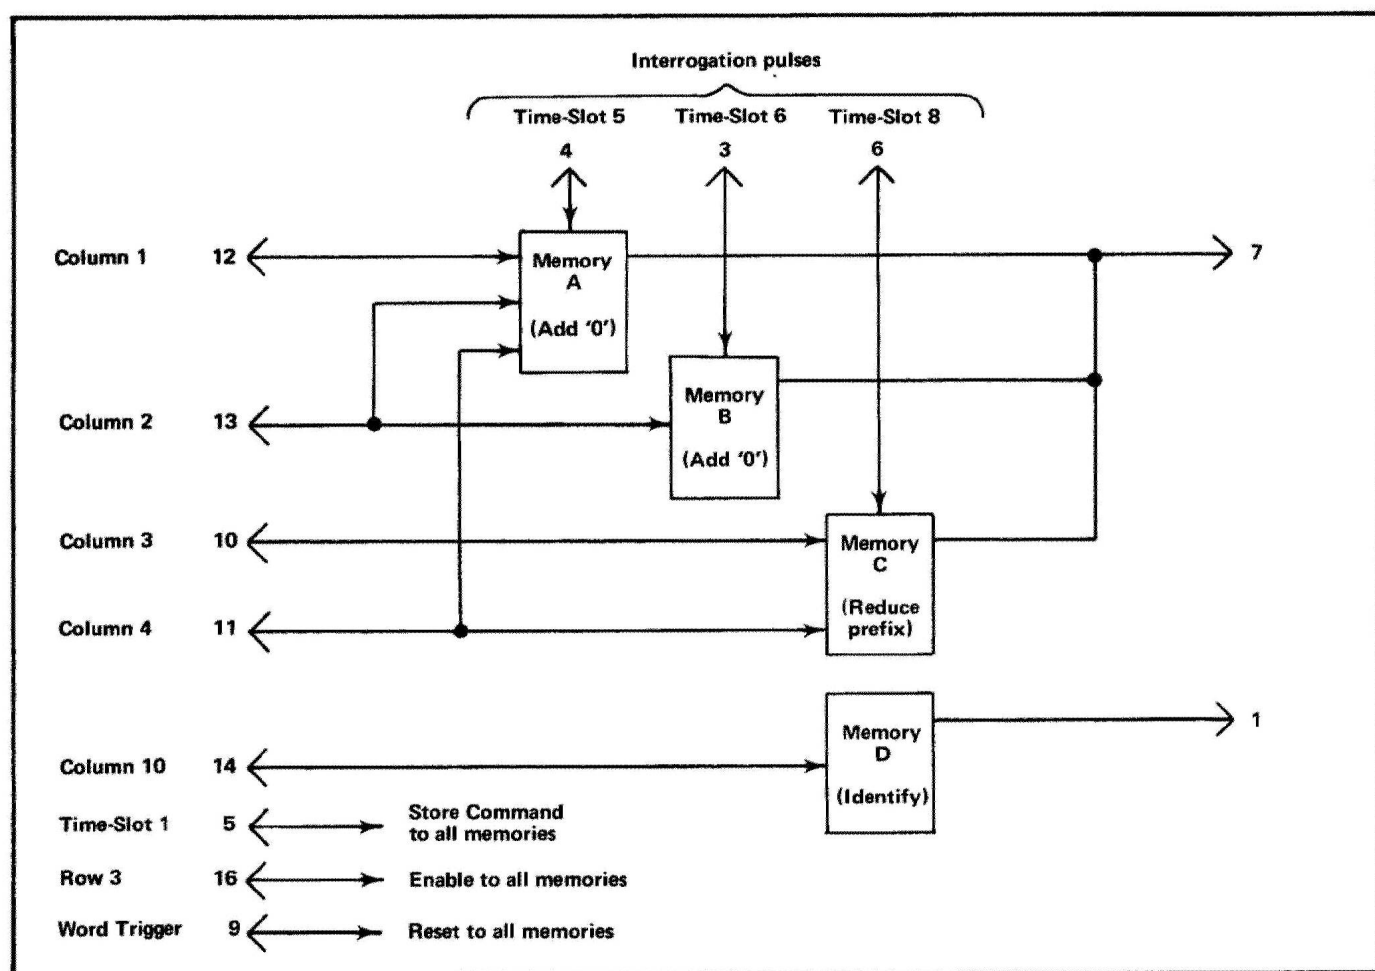 Interrogation pulses
Time-Slot 5 Time-Slot 6 Time-Slot 8
4 3 6
Column 1 12
Memory
A
(Add '0')
7
Column 2 13
Memory
B
(Add '0')
Column 3 10
Memory
C
(Reduce
prefix)
Column 4 11
Memory
D
(Identify)
1
Column 10 14
Time-Slot 1 5 Store Command
to all memories
Row 3 16 Enable to all memories
Word Trigger 9 Reset to all memories